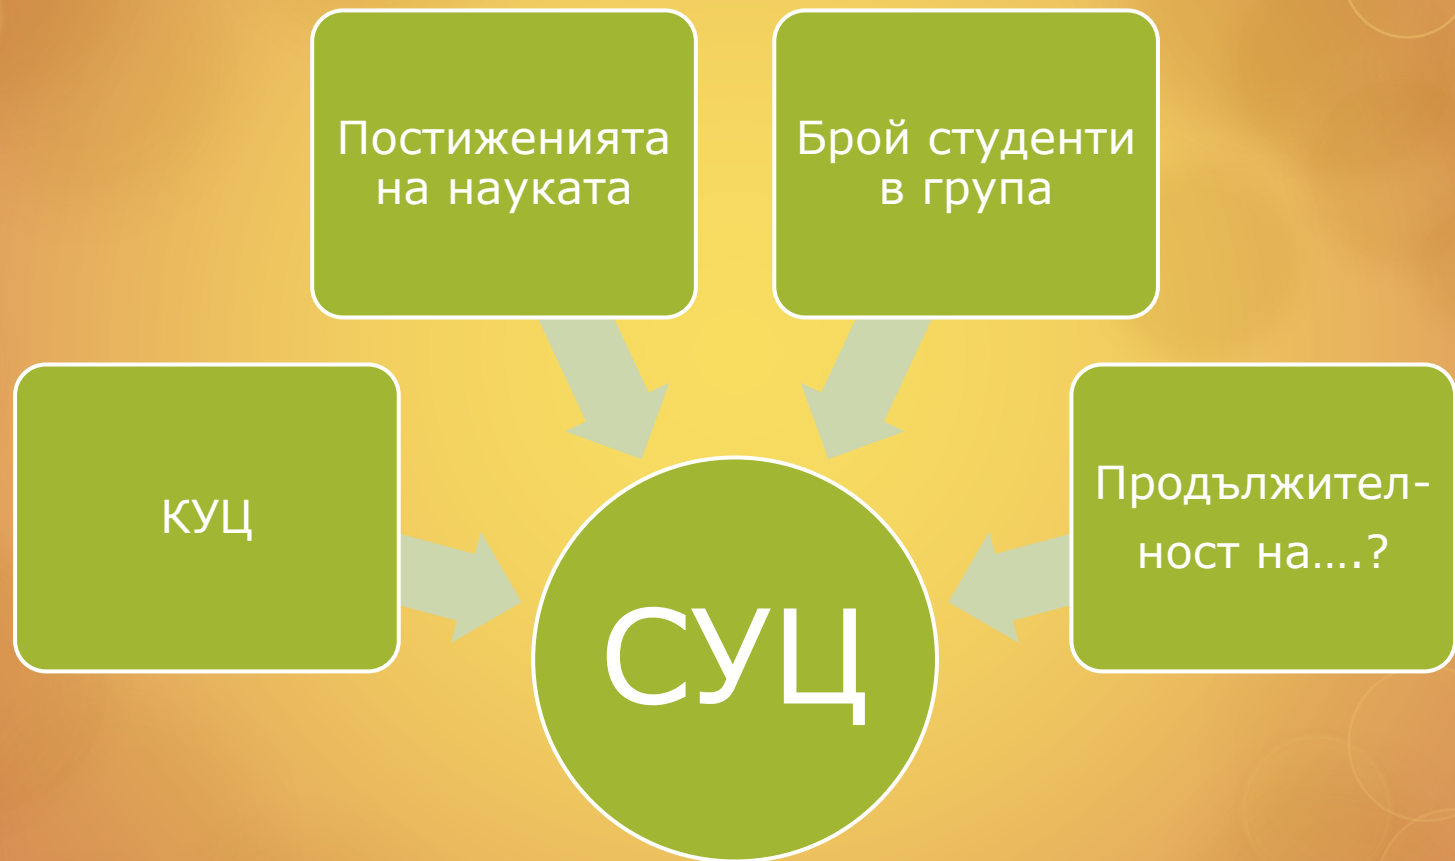 Постиженията
на науката
Брой студенти
в група
КУЦ
Продължител-
ност на….?
СУЦ